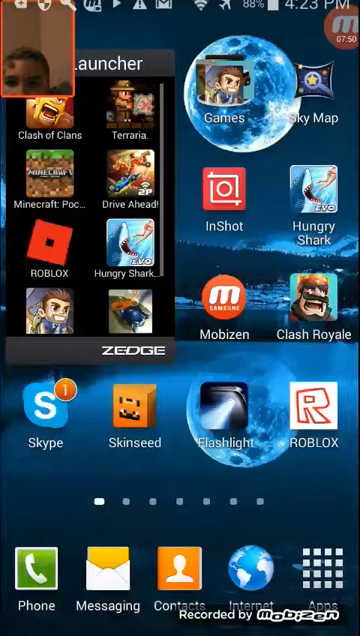 88% 4:23 PM
07:50
Launcher
Clash of Clans
Terraria.
Games
Sky Map
Minecraft: Poc...
Drive Ahead!
InShot
Hungry
Shark
ROBLOX
Hungry Shark...
Mobizen
Clash Royale
ZEDGE
1
Skype
Skinseed
Flashlight
ROBLOX
Phone
Messaging
Contacts
Internet
Apps
Recorded by mobizen